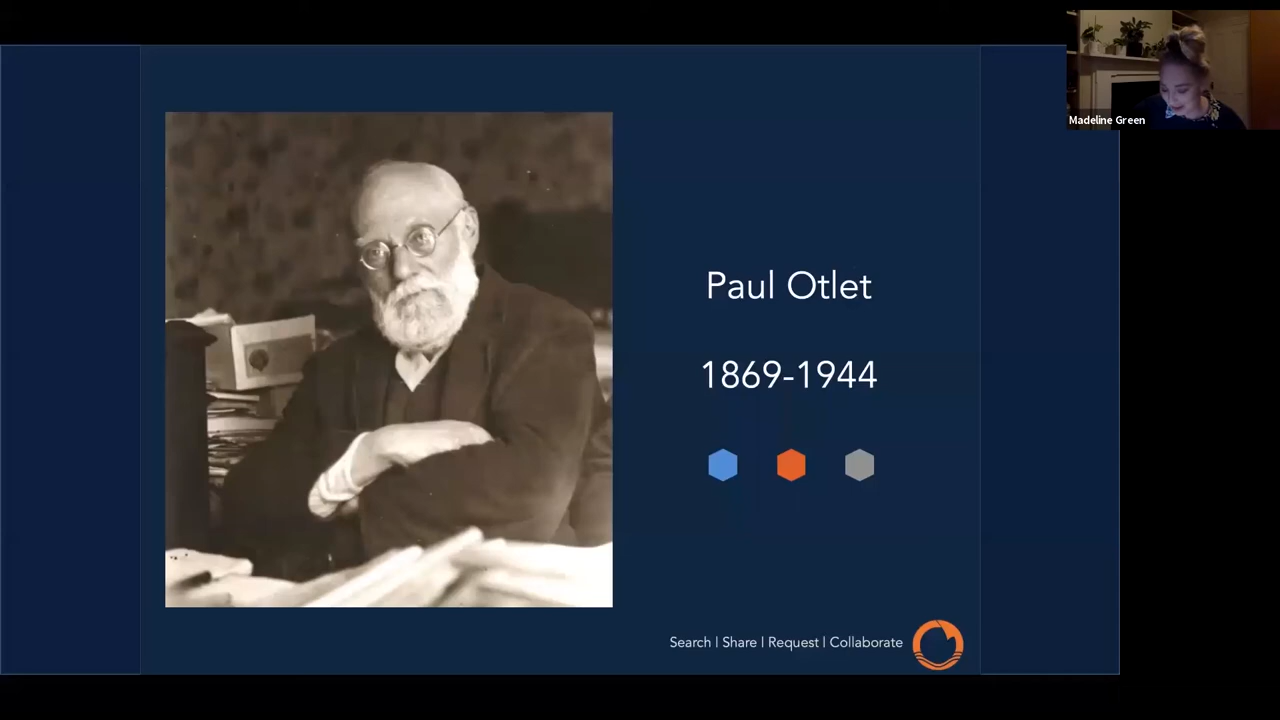 Madeline Green
Paul Otlet
1869-1944
Search | Share | Request | Collaborate